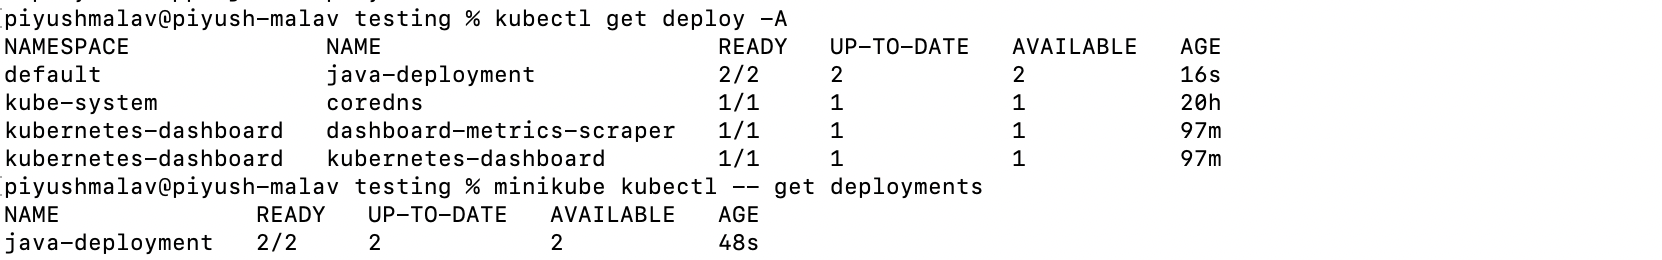 piyushmalav@piyush-malav testing % kubectl get deploy -A
NAMESPACE NAME READY UP-TO-DATE AVAILABLE AGE
default java-deployment 2/2 2 2 16s
kube-system coredns 1/1 1 1 20h
kubernetes-dashboard dashboard-metrics-scraper 1/1 1 1 97m
kubernetes-dashboard kubernetes-dashboard 1/1 1 1 97m
piyushmalav@piyush-malav testing % minikube kubectl -- get deployments
NAME READY UP-TO-DATE AVAILABLE AGE
java-deployment 2/2 2 2 48s